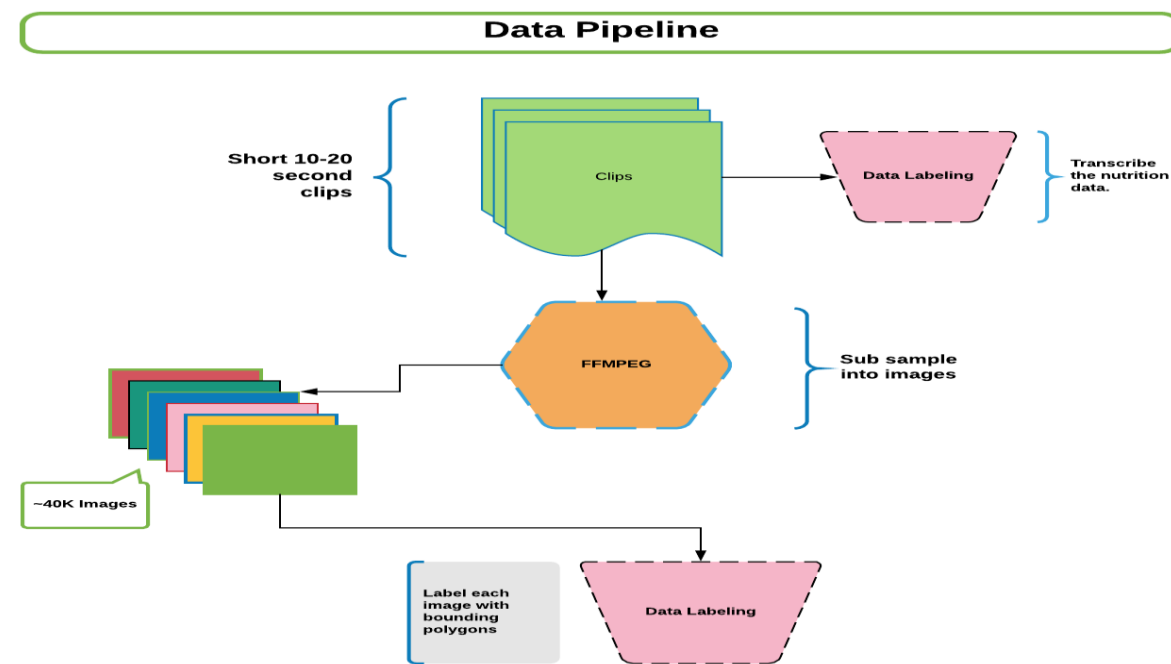 Data Pipeline
Short 10-20
second
clips
Clips
Data Labeling
Transcribe
the nutrition
data.
FFMPEG
Sub sample
into images
~40K Images
Label each
image with
bounding
polygons
Data Labeling